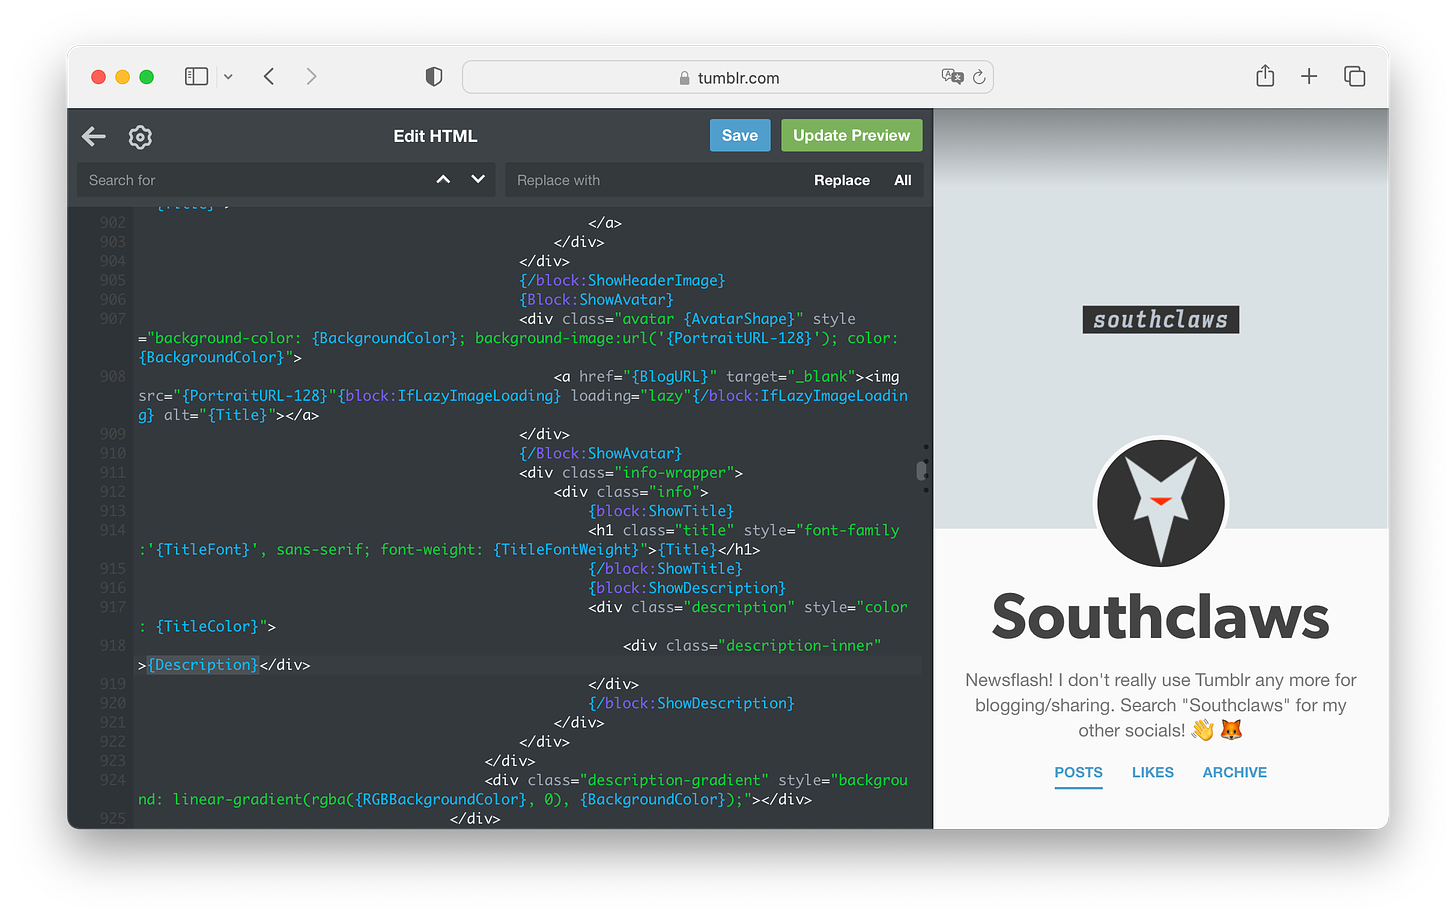 tumblr.com
Edit HTML
Save
Update Preview
Search for
Replace with
Replace
All
902 </a>
903 </div>
904 </div>
905 {/block:ShowHeaderImage}
906 {Block:ShowAvatar}
907 <div class="avatar {AvatarShape}" style
="background-color: {BackgroundColor}; background-image:url('{PortraitURL-128}'); color:
{BackgroundColor}">
908 <a href="{BlogURL}" target="_blank"><img
src="{PortraitURL-128}"{block:IfLazyImageLoading} loading="lazy"{/block:IfLazyImageLoadin
g} alt="{Title}"></a>
909 </div>
910 {/Block:ShowAvatar}
911 <div class="info-wrapper">
912 <div class="info">
913 {block:ShowTitle}
914 <h1 class="title" style="font-family
:'{TitleFont}', sans-serif; font-weight: {TitleFontWeight}">{Title}</h1>
915 {/block:ShowTitle}
916 {block:ShowDescription}
917 <div class="description" style="color
: {TitleColor}">
918 <div class="description-inner"
>{Description}</div>
919 </div>
920 {/block:ShowDescription}
921 </div>
922 </div>
923 </div>
924 <div class="description-gradient" style="backgrou
nd: linear-gradient(rgba({RGBBackgroundColor}, 0), {BackgroundColor});"></div>
925 </div>
southclaws
Southclaws
Newsflash! I don't really use Tumblr any more for
blogging/sharing. Search "Southclaws" for my
other socials! 👋 🦊
POSTS
LIKES
ARCHIVE